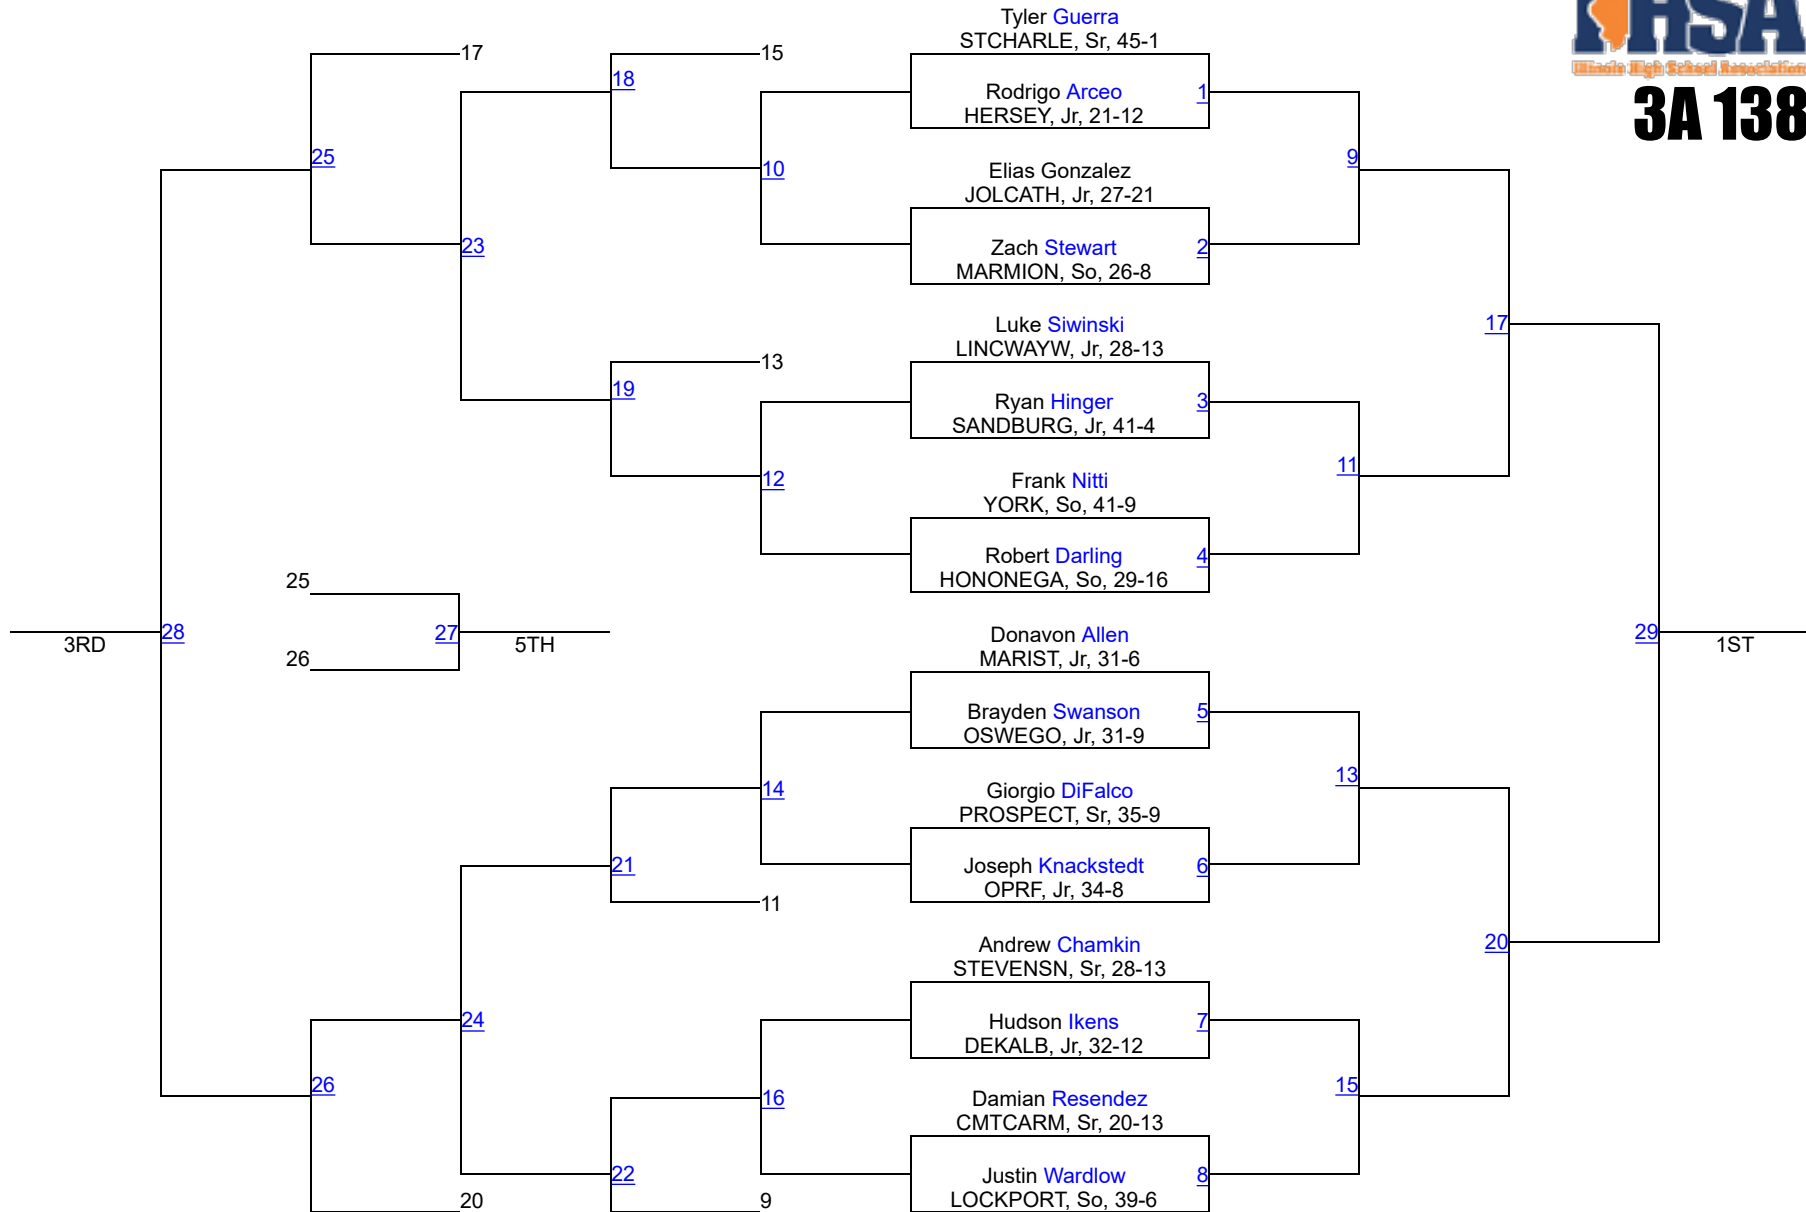 IHSA
Illinois High School Association
3A 138
Tyler Guerra
STCHARLE, Sr, 45-1
17
15
18
Rodrigo Arceo
1
HERSEY, Jr, 21-12
25
10
9
Elias Gonzalez
JOLCATH, Jr, 27-21
23
Zach Stewart
2
MARMION, So, 26-8
Luke Siwinski
17
LINCWAYW, Jr, 28-13
13
19
Ryan Hinger
3
SANDBURG, Jr, 41-4
12
11
Frank Nitti
YORK, So, 41-9
Robert Darling
4
HONONEGA, So, 29-16
25
3RD
28
27
5TH
26
Donavon Allen
MARIST, Jr, 31-6
29
1ST
Brayden Swanson
5
OSWEGO, Jr, 31-9
14
13
Giorgio DiFalco
PROSPECT, Sr, 35-9
21
Joseph Knackstedt
6
OPRF, Jr, 34-8
11
Andrew Chamkin
20
STEVENSN, Sr, 28-13
24
Hudson Ikens
7
DEKALB, Jr, 32-12
26
16
15
Damian Resendez
CMTCARM, Sr, 20-13
22
Justin Wardlow
8
LOCKPORT, So, 39-6
20
9